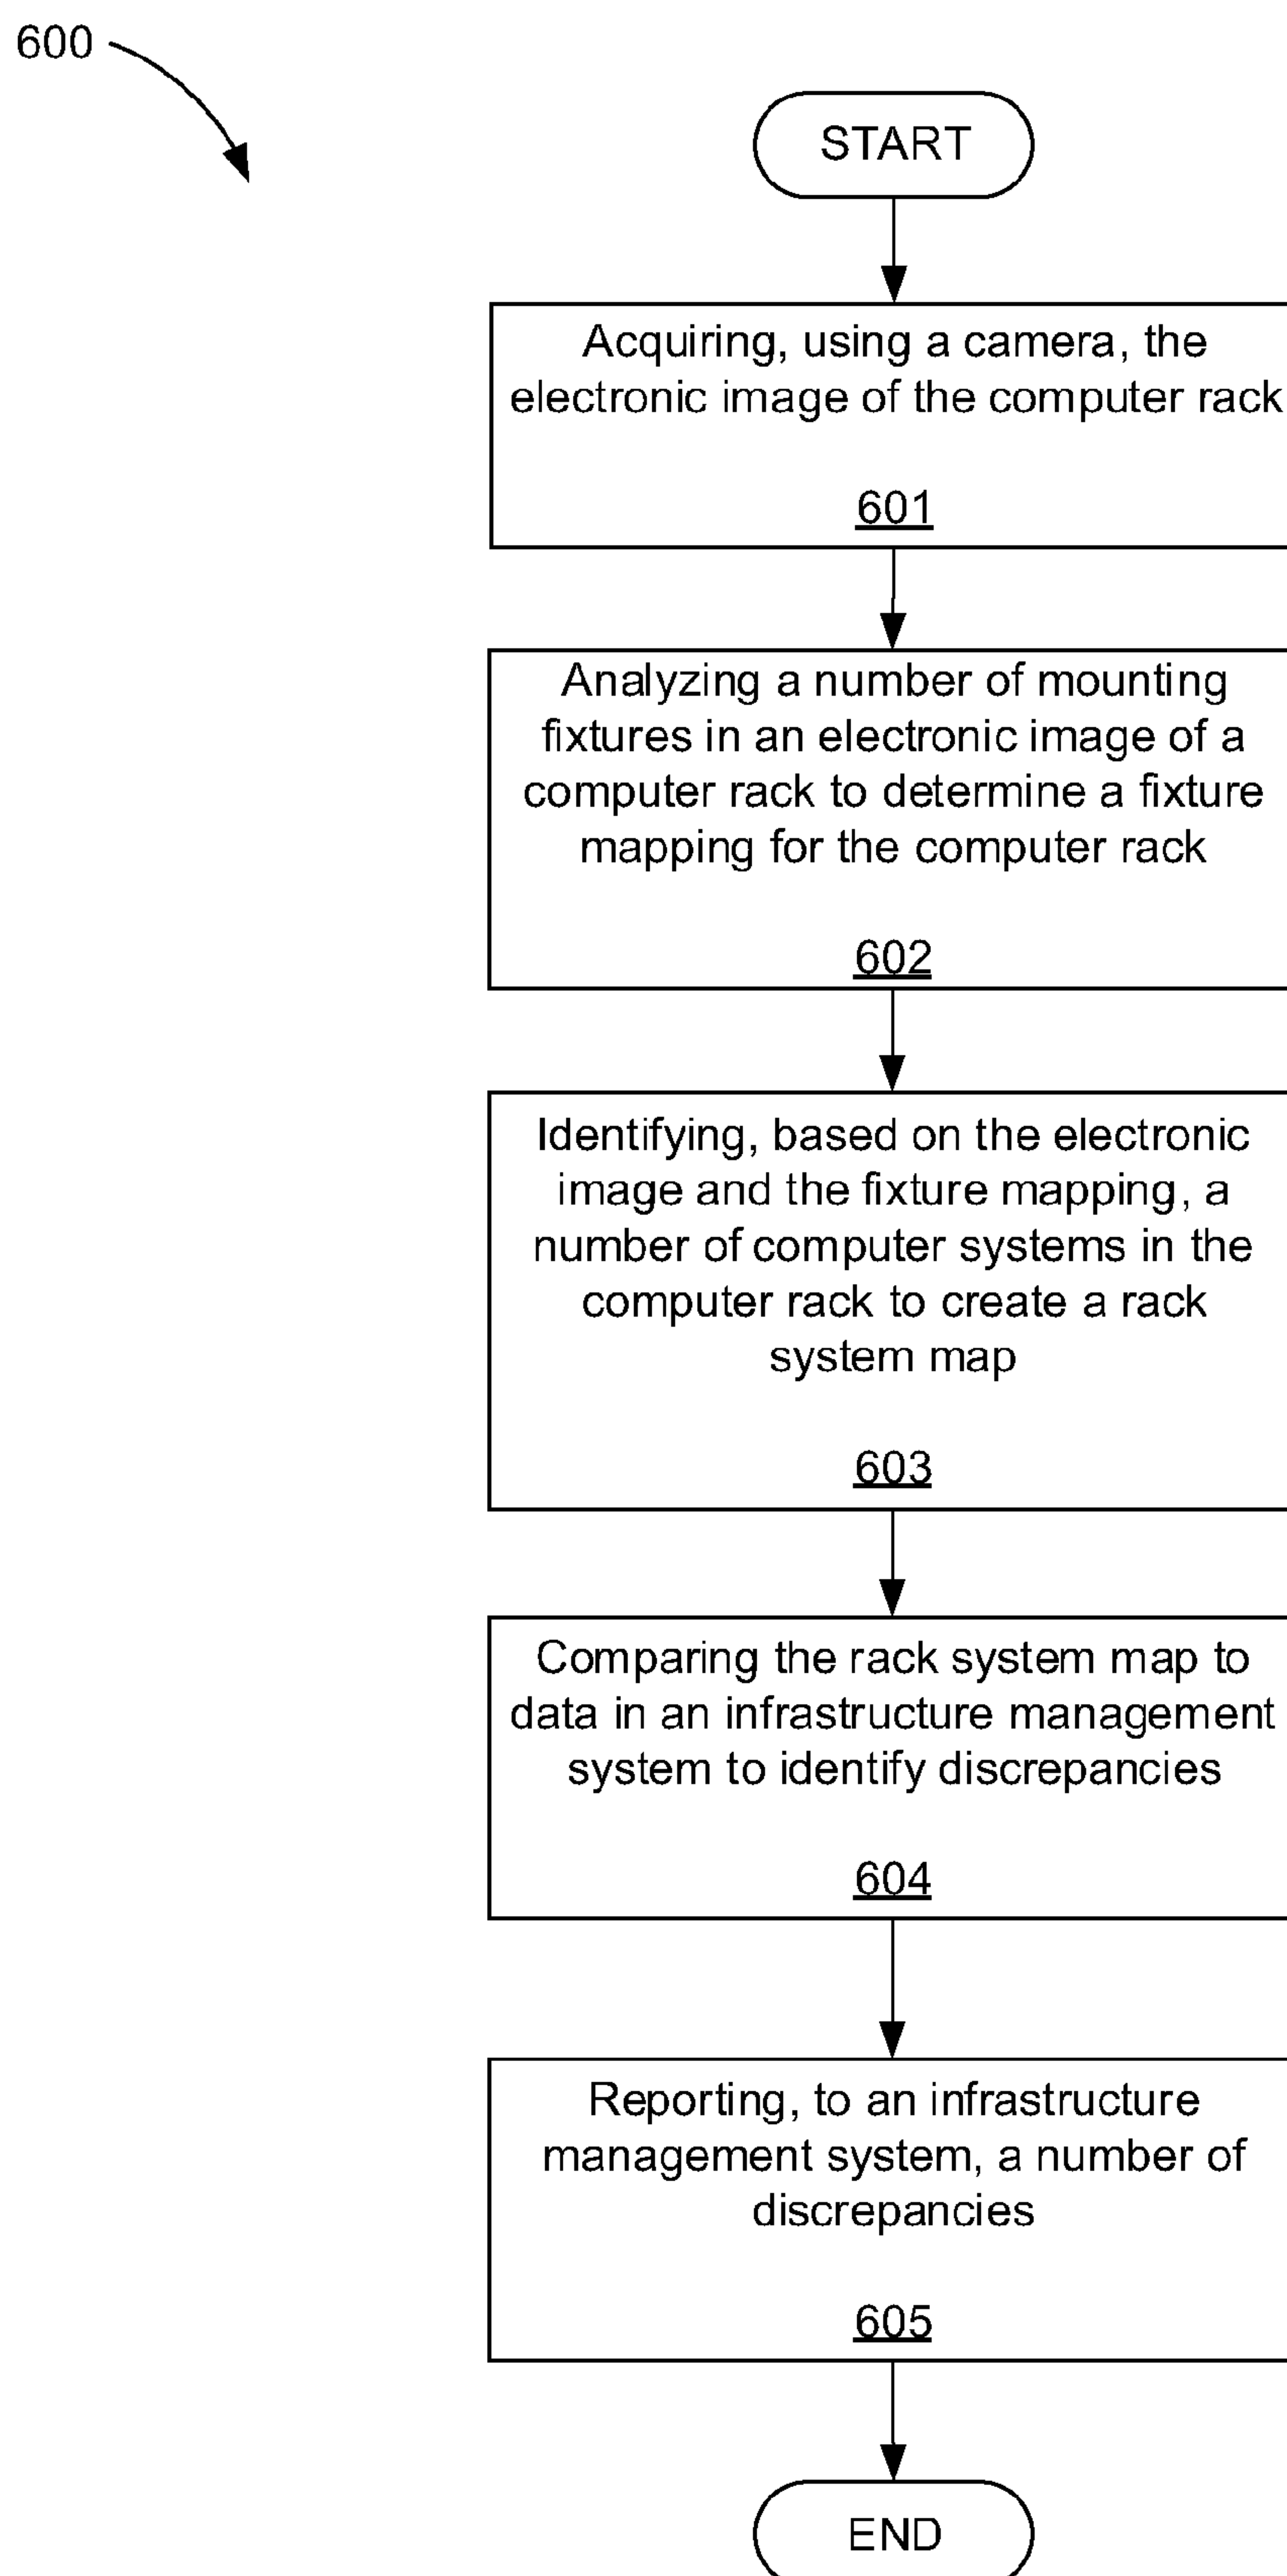 600
START
Acquiring, using a camera, the
electronic image of the computer rack
601
Analyzing a number of mounting
fixtures in an electronic image of a
computer rack to determine a fixture
mapping for the computer rack
602
Identifying, based on the electronic
image and the fixture mapping, a
number of computer systems in the
computer rack to create a rack
system map
603
Comparing the rack system map to
data in an infrastructure management
system to identify discrepancies
604
Reporting, to an infrastructure
management system, a number of
discrepancies
605
END